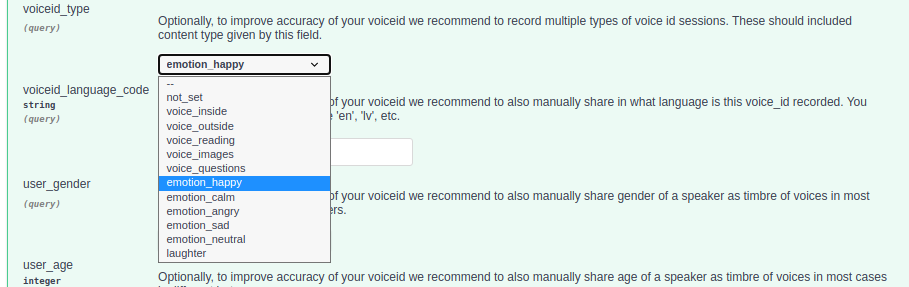 voiceid_type
(query)
Optionally, to improve accuracy of your voiceid we recommend to record multiple types of voice id sessions. These should included
content type given by this field.
emotion_happy
--
not_set
voice_inside
voice_outside
voice_reading
voice_images
voice_questions
emotion_happy
emotion_calm
emotion_angry
emotion_sad
emotion_neutral
laughter
voiceid_language_code
string
(query)
of your voiceid we recommend to also manually share in what language is this voice_id recorded. You
'en', 'lv', etc.
user_gender
(query)
of your voiceid we recommend to also manually share gender of a speaker as timbre of voices in most
ers.
user_age
integer
Optionally, to improve accuracy of your voiceid we recommend to also manually share age of a speaker as timbre of voices in most cases